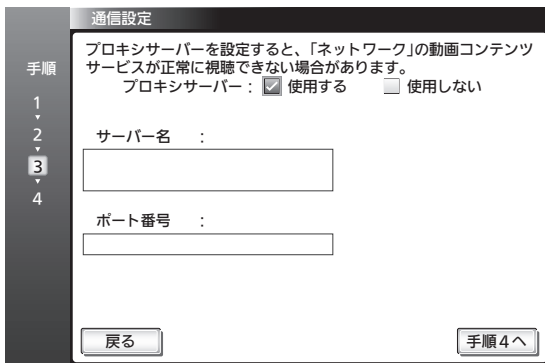 通信設定
手順
1
2
3
4
プロキシサーバーを設定すると、「ネットワーク」の動画コンテンツ
サービスが正常に視聴できない場合があります。
プロキシサーバー： 使用する 使用しない
サーバー名 ：
ポート番号 ：
戻る
手順4へ